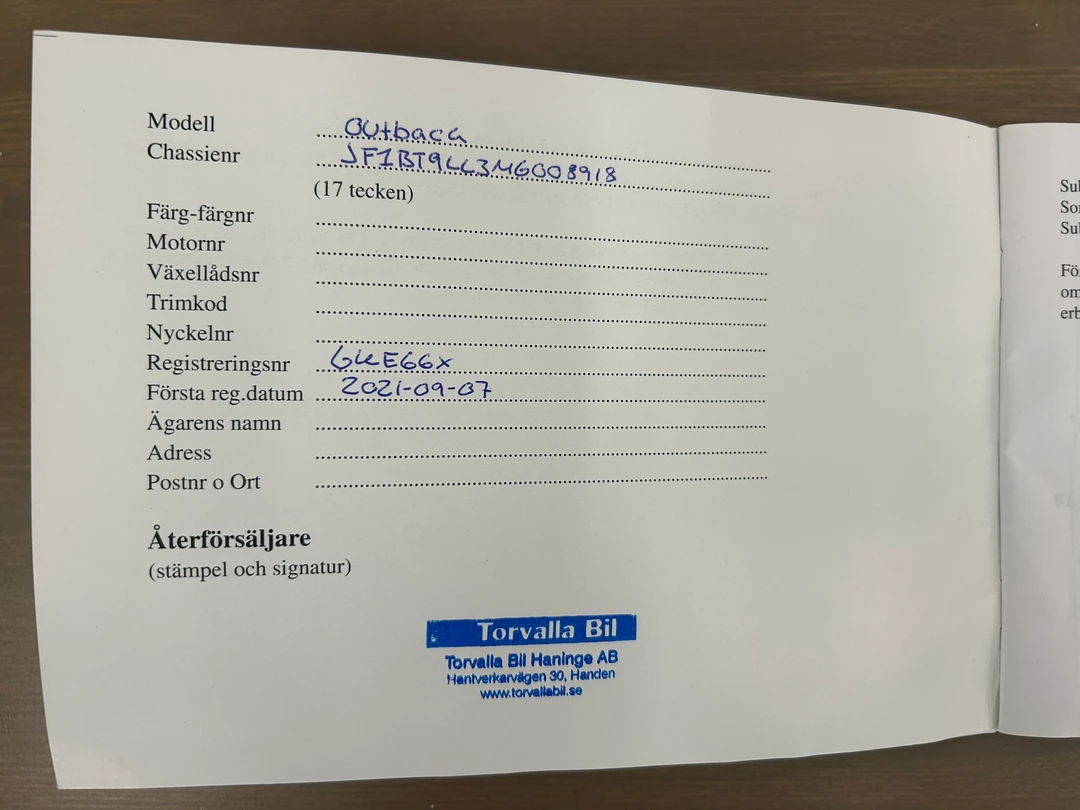 Modell Outback
Chassienr JF1BT9LL3MG008918
(17 tecken)
Färg-färgnr
Motornr
Växellådsnr
Trimkod
Nyckelnr
Registreringsnr GKE66X
Första reg.datum 2021-09-07
Ägarens namn
Adress
Postnr o Ort
Återförsäljare
(stämpel och signatur)
Torvalla Bil
Torvalla Bil Haninge AB
Hantverkarvägen 30, Handen
www.torvallabil.se